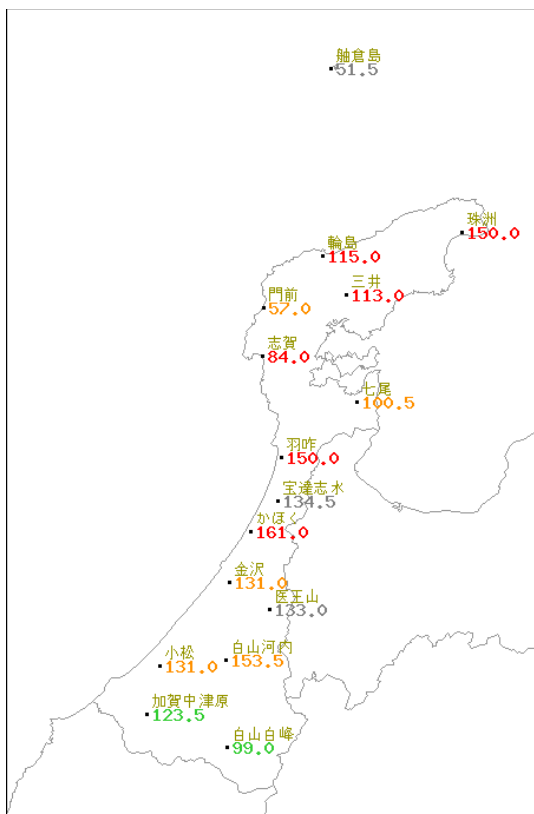 舳倉島
51.5
珠洲
150.0
輪島
115.0
三井
113.0
門前
57.0
志賀
84.0
七尾
100.5
羽咋
150.0
宝達志水
134.5
かほく
161.0
金沢
131.0
医王山
133.0
白山河内
153.5
小松
131.0
加賀中津原
123.5
白山白峰
99.0